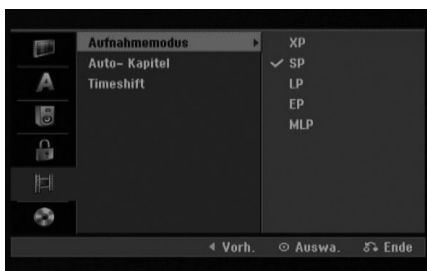 Aufnahmemodus
Auto- Kapitel
Timeshift
XP
SP
LP
EP
MLP
A
Vorh.
Auswa.
Ende